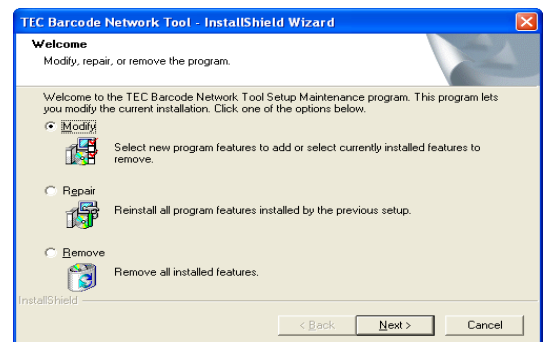 TEC Barcode Network Tool - InstallShield Wizard
Welcome
Modify, repair, or remove the program.
Welcome to the TEC Barcode Network Tool Setup Maintenance program. This program lets
you modify the current installation. Click one of the options below.
Modify
Select new program features to add or select currently installed features to
remove.
Repair
Reinstall all program features installed by the previous setup.
Remove
Remove all installed features.
InstallShield
< Back
Next >
Cancel